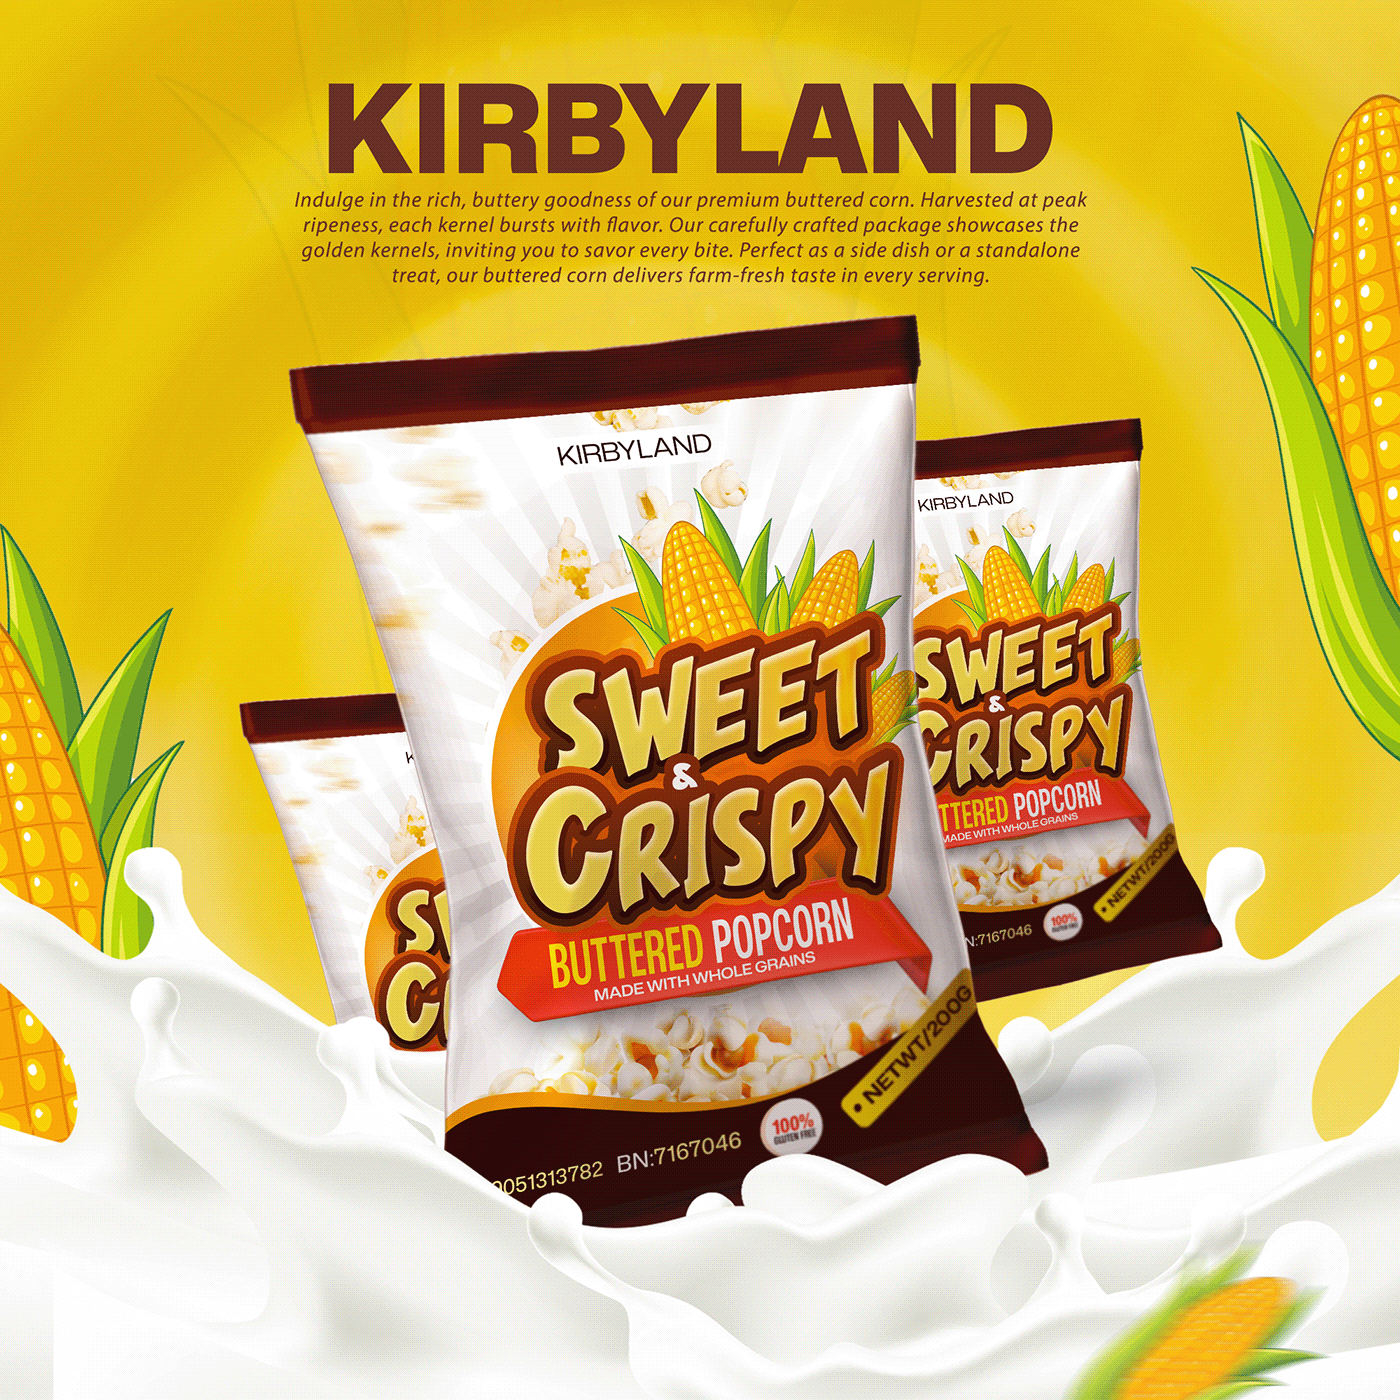 KIRBYLAND
Indulge in the rich, buttery goodness of our premium buttered corn. Harvested at peak
ripeness, each kernel bursts with flavor. Our carefully crafted package showcases the
golden kernels, inviting you to savor every bite. Perfect as a side dish or a standalone
treat, our buttered corn delivers farm-fresh taste in every serving.
KIRBYLAND
SWEET
&
CRISPY
BUTTERED POPCORN
MADE WITH WHOLE GRAINS
• NETWT/200G
100%
GLUTEN FREE
0051313782 BN:7167046
KIRBYLAND
SWEET
&
CRISPY
TTERED POPCORN
MADE WITH WHOLE GRAINS
• NETWT/200G
100%
GLUTEN FREE
N:7167046
K
S
C